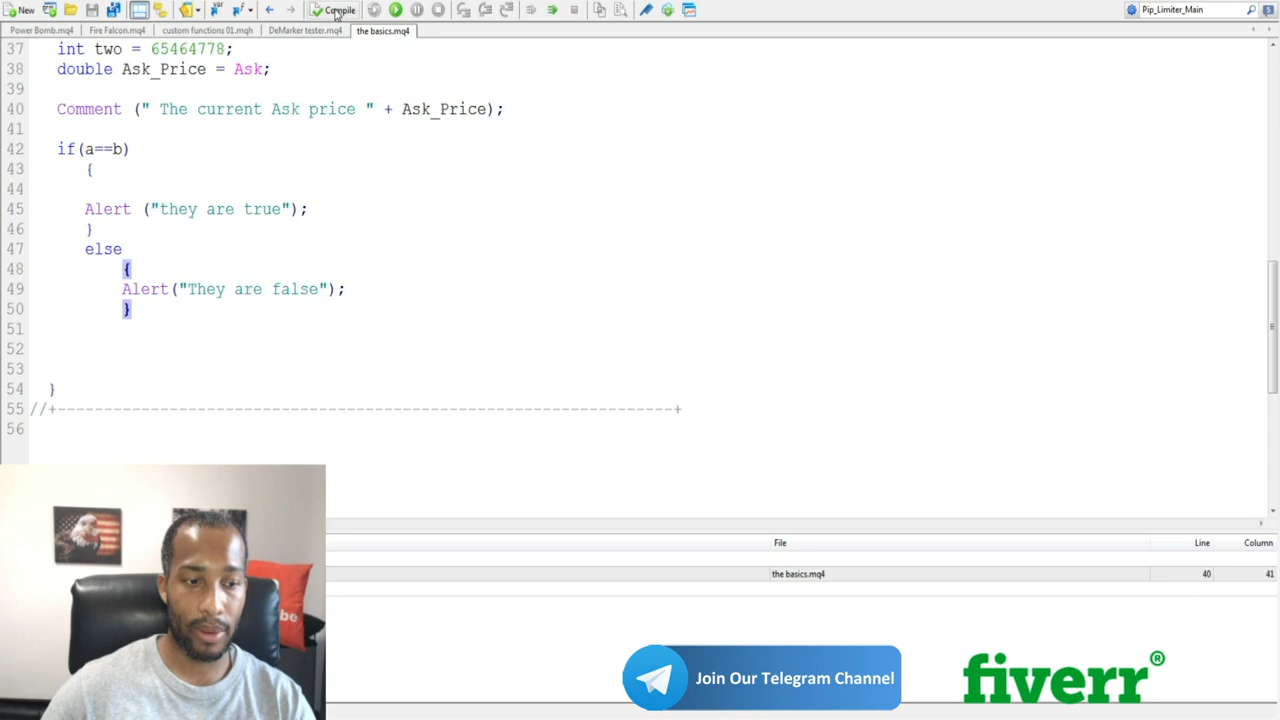 New
Compile
Pip_Limiter_Main
Power Bomb.mq4 Fire Falcon.mq4 custom functions 01.mqh DeMarker tester.mq4 the basics.mq4
37 int two = 65464778;
38 double Ask_Price = Ask;
39
40 Comment (" The current Ask price " + Ask_Price);
41
42 if(a==b)
43 {
44
45 Alert ("they are true");
46 }
47 else
48 {
49 Alert("They are false");
50 }
51
52
53
54 }
55 //+------------------------------------------------------------------+
56
File Line Column
the basics.mq4 40 41
be
Join Our Telegram Channel
fiverr®